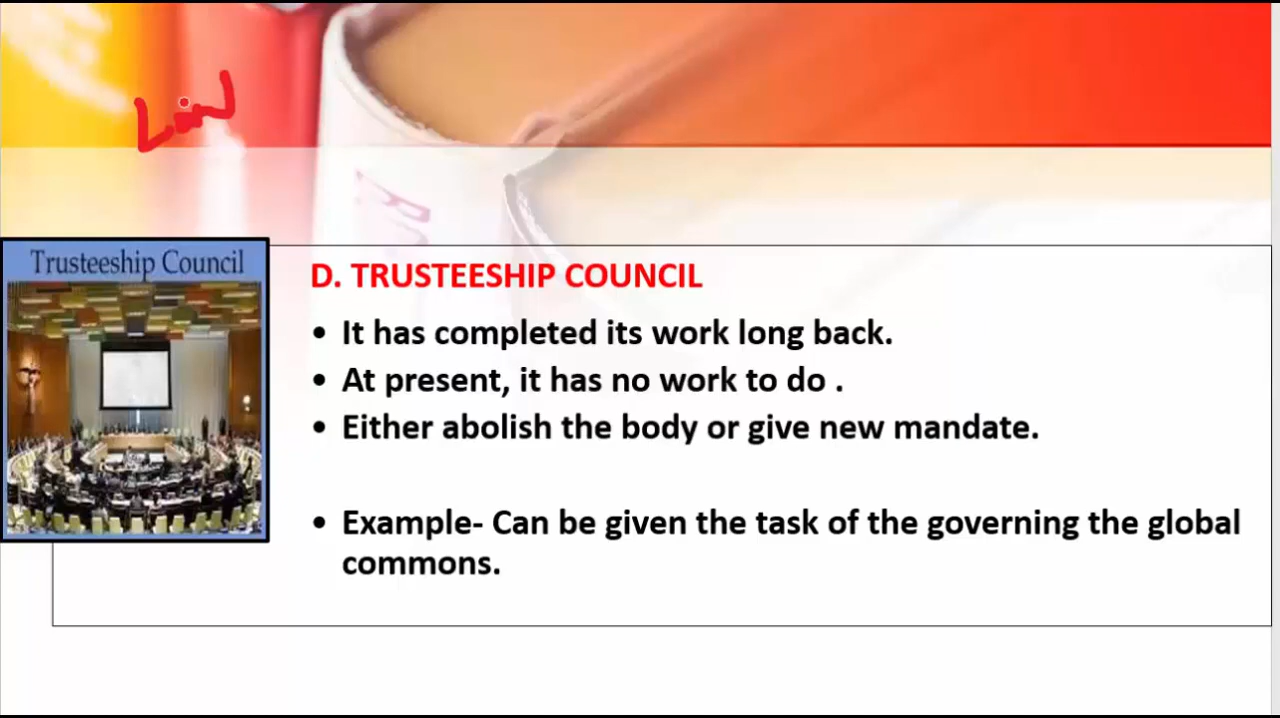 Trusteeship Council
D. TRUSTEESHIP COUNCIL
• It has completed its work long back.
• At present, it has no work to do .
• Either abolish the body or give new mandate.
• Example- Can be given the task of the governing the global
commons.